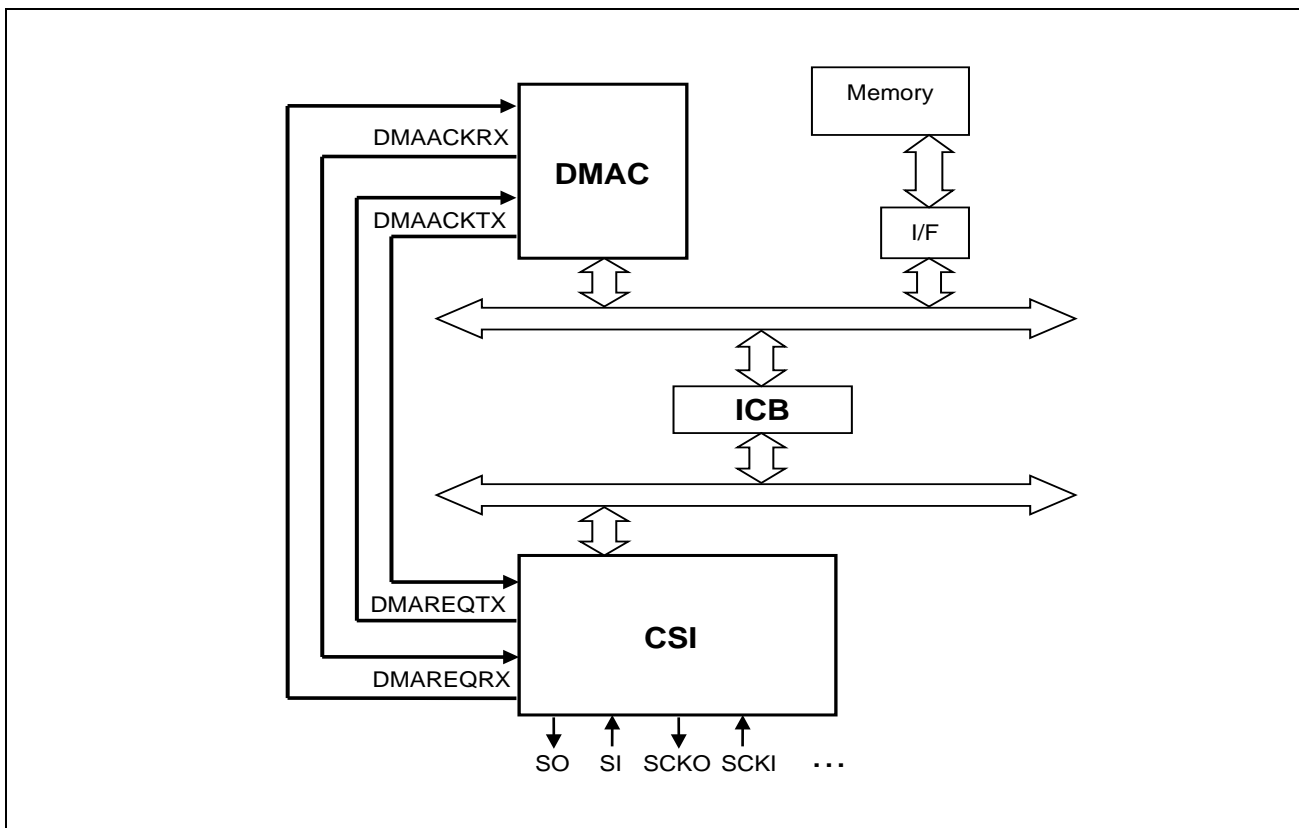 Memory
DMAACKRX
DMAC
DMAACKTX
I/F
ICB
DMAREQTX
CSI
DMAREQRX
SO SI SCKO SCKI ...